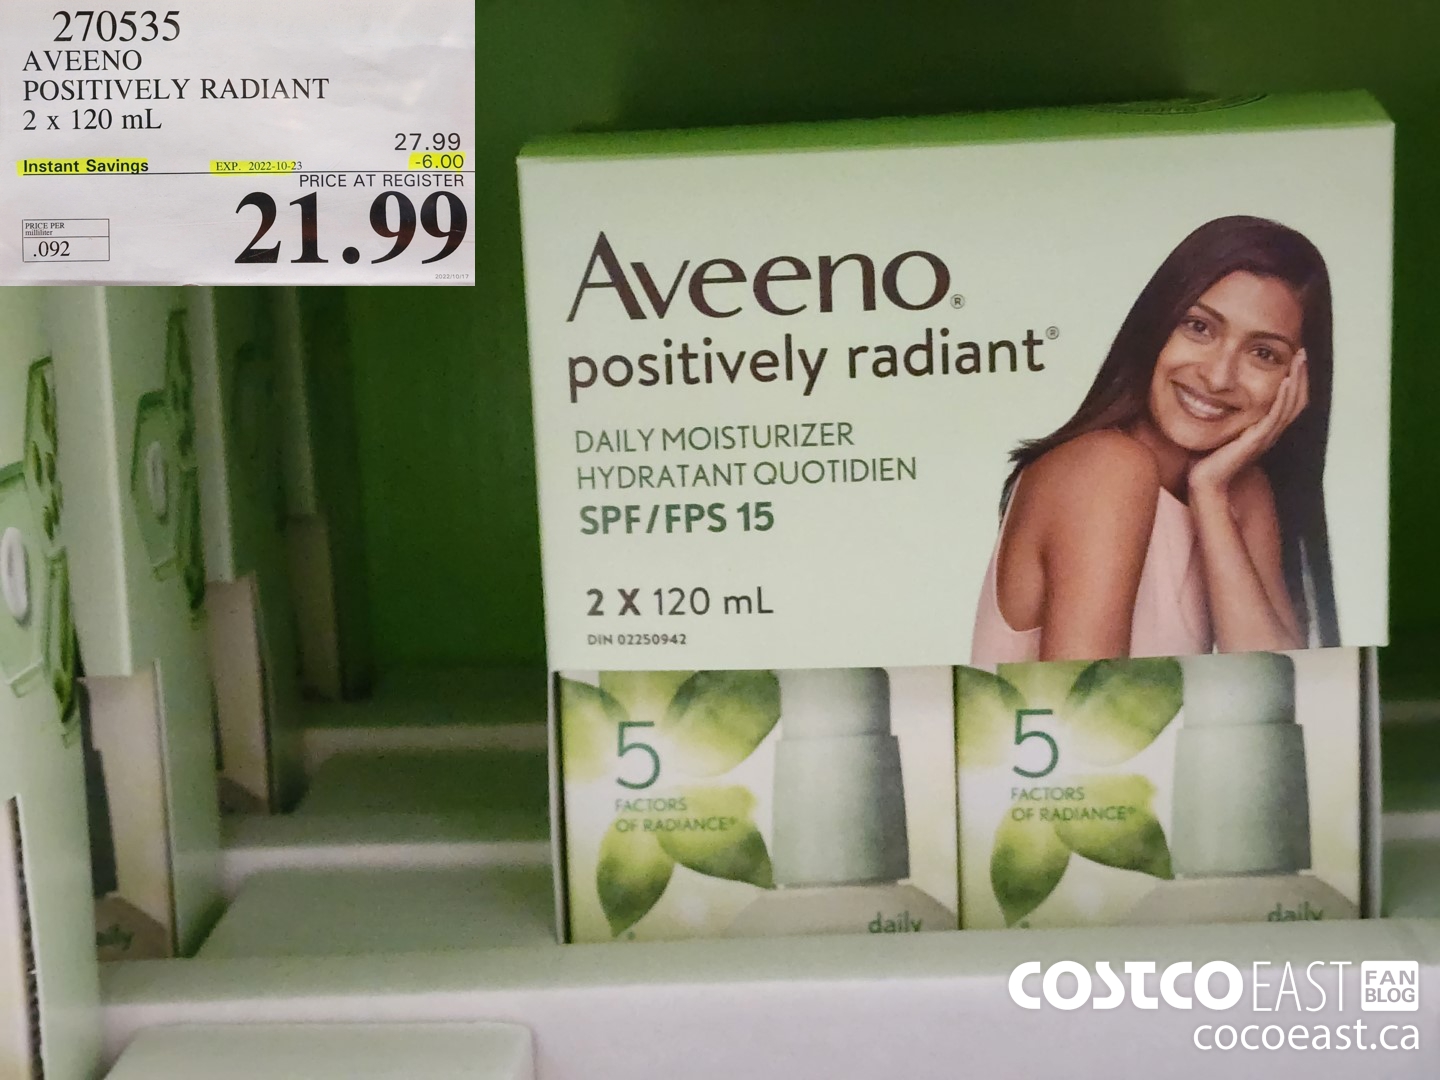 270535
AVEENO
POSITIVELY RADIANT
2 x 120 mL
27.99
Instant Savings EXP. 2022-10-23 -6.00
PRICE AT REGISTER
21.99
PRICE PER
milliliter
.092
2022/10/17
Aveeno®
positively radiant®
DAILY MOISTURIZER
HYDRATANT QUOTIDIEN
SPF/FPS 15
2 X 120 mL
DIN 02250942
5
FACTORS
OF RADIANCE*
daily
5
FACTORS
OF RADIANCE*
daily
COSTCO EAST FAN BLOG
cocoeast.ca